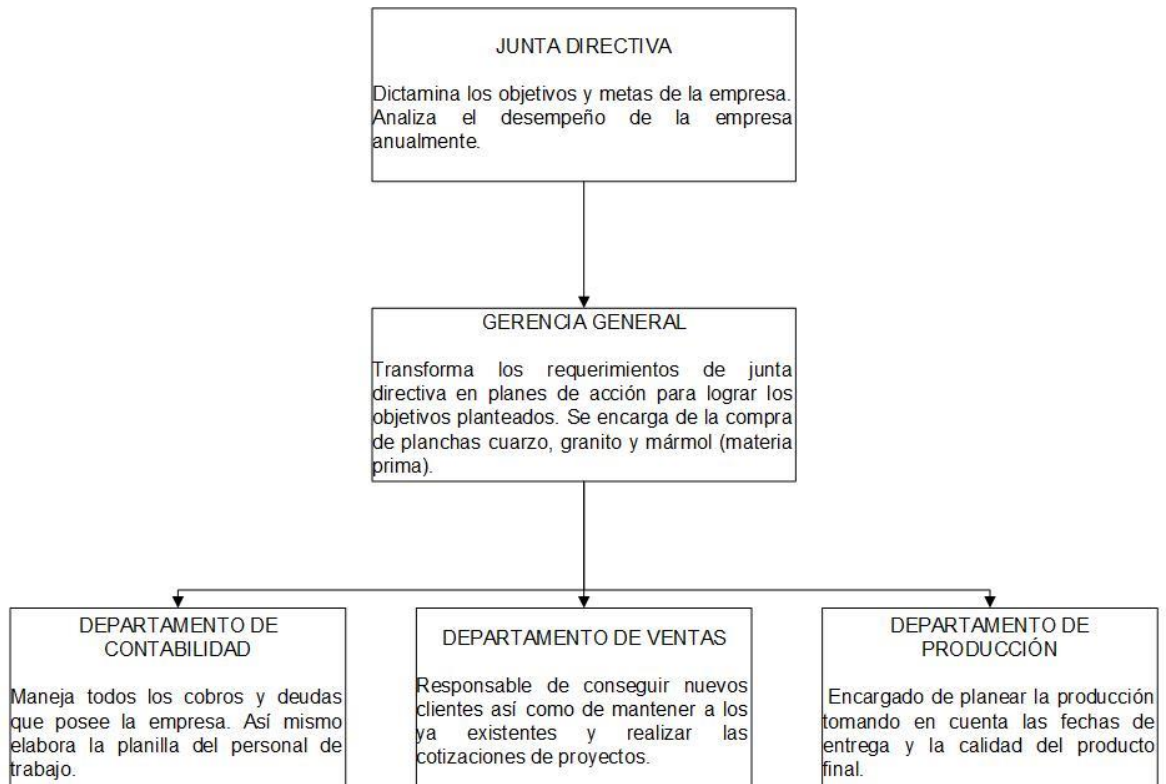 JUNTA DIRECTIVA
Dictamina los objetivos y metas de la empresa.
Analiza el desempeño de la empresa
anualmente.
GERENCIA GENERAL
Transforma los requerimientos de junta
directiva en planes de acción para lograr los
objetivos planteados. Se encarga de la compra
de planchas cuarzo, granito y mármol (materia
prima).
DEPARTAMENTO DE
CONTABILIDAD
Maneja todos los cobros y deudas
que posee la empresa. Así mismo
elabora la planilla del personal de
trabajo.
DEPARTAMENTO DE VENTAS
Responsable de conseguir nuevos
clientes así como de mantener a los
ya existentes y realizar las
cotizaciones de proyectos.
DEPARTAMENTO DE
PRODUCCIÓN
Encargado de planear la producción
tomando en cuenta las fechas de
entrega y la calidad del producto
final.